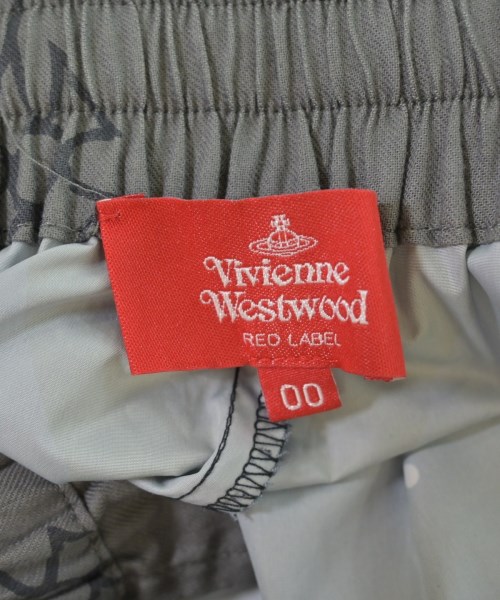 Vivienne
Westwood
RED LABEL
00